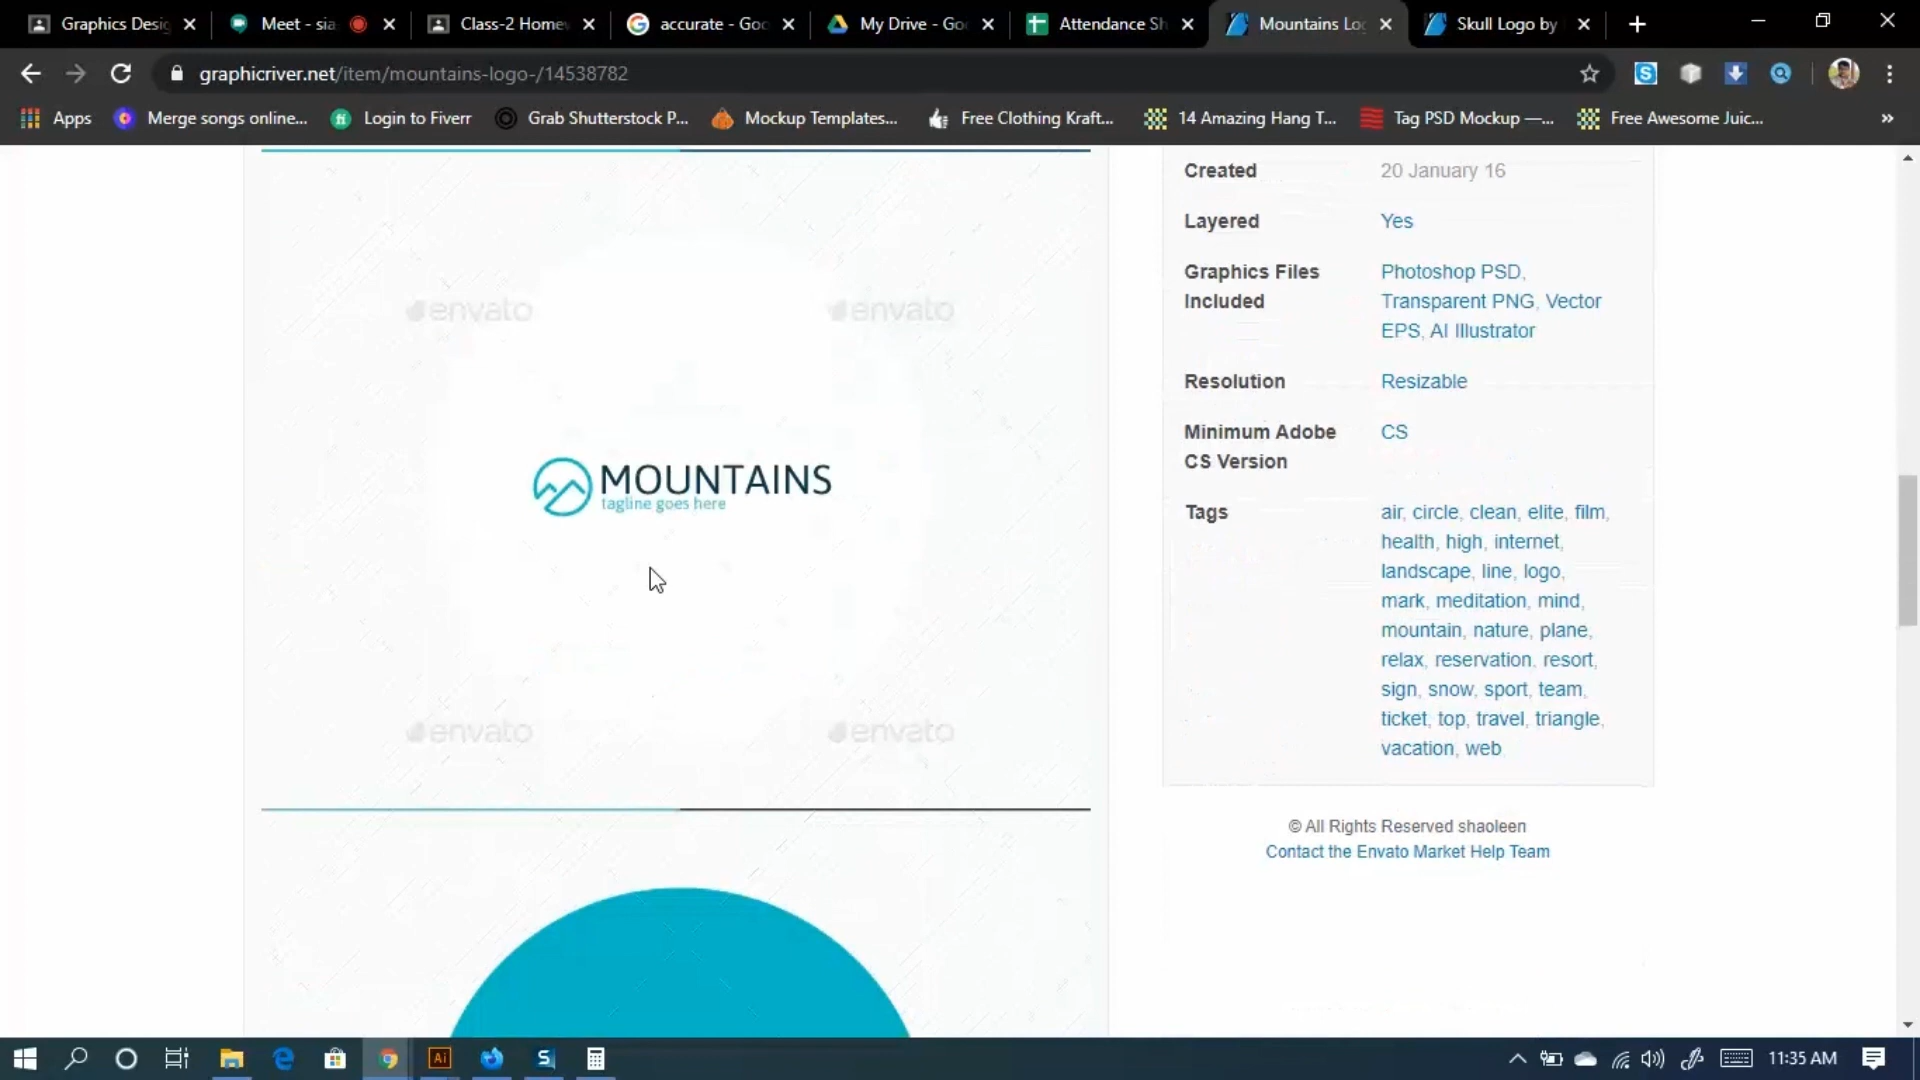 Graphics Desig
Meet - sia
Class-2 Homew
accurate - Goo
My Drive - Goo
Attendance Sh
Mountains Log
Skull Logo by
graphicriver.net/item/mountains-logo-/14538782
Apps
Merge songs online...
fi
Login to Fiverr
Grab Shutterstock P...
Mockup Templates...
Free Clothing Kraft...
14 Amazing Hang T...
Tag PSD Mockup —...
Free Awesome Juic...
»
Created 20 January 16
Layered Yes
Graphics Files Included
Photoshop PSD,
Transparent PNG, Vector
EPS, AI Illustrator
Resolution Resizable
Minimum Adobe CS
CS Version
Tags
air, circle, clean, elite, film,
health, high, internet,
landscape, line, logo,
mark, meditation, mind,
mountain, nature, plane,
relax, reservation, resort,
sign, snow, sport, team,
ticket, top, travel, triangle,
vacation, web
© All Rights Reserved shaoleen
Contact the Envato Market Help Team
envato envato
MOUNTAINS
tagline goes here
envato envato
Ai
S
11:35 AM